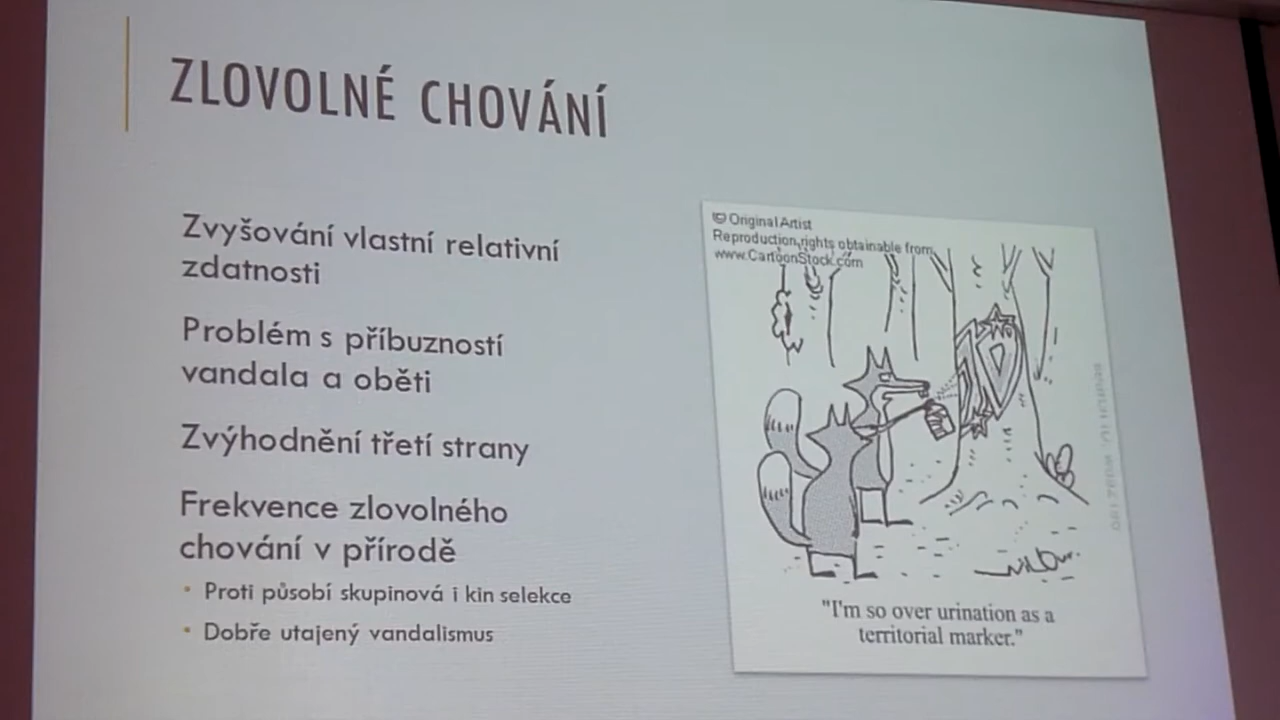 ZLOVOLNÉ CHOVÁNÍ
Zvyšování vlastní relativní
zdatnosti
Problém s příbuzností
vandala a oběti
Zvýhodnění třetí strany
Frekvence zlovolného
chování v přírodě
• Proti působí skupinová i kin selekce
• Dobře utajený vandalismus
© Original Artist
Reproduction rights obtainable from
www.CartoonStock.com
"I'm so over urination as a
territorial marker."